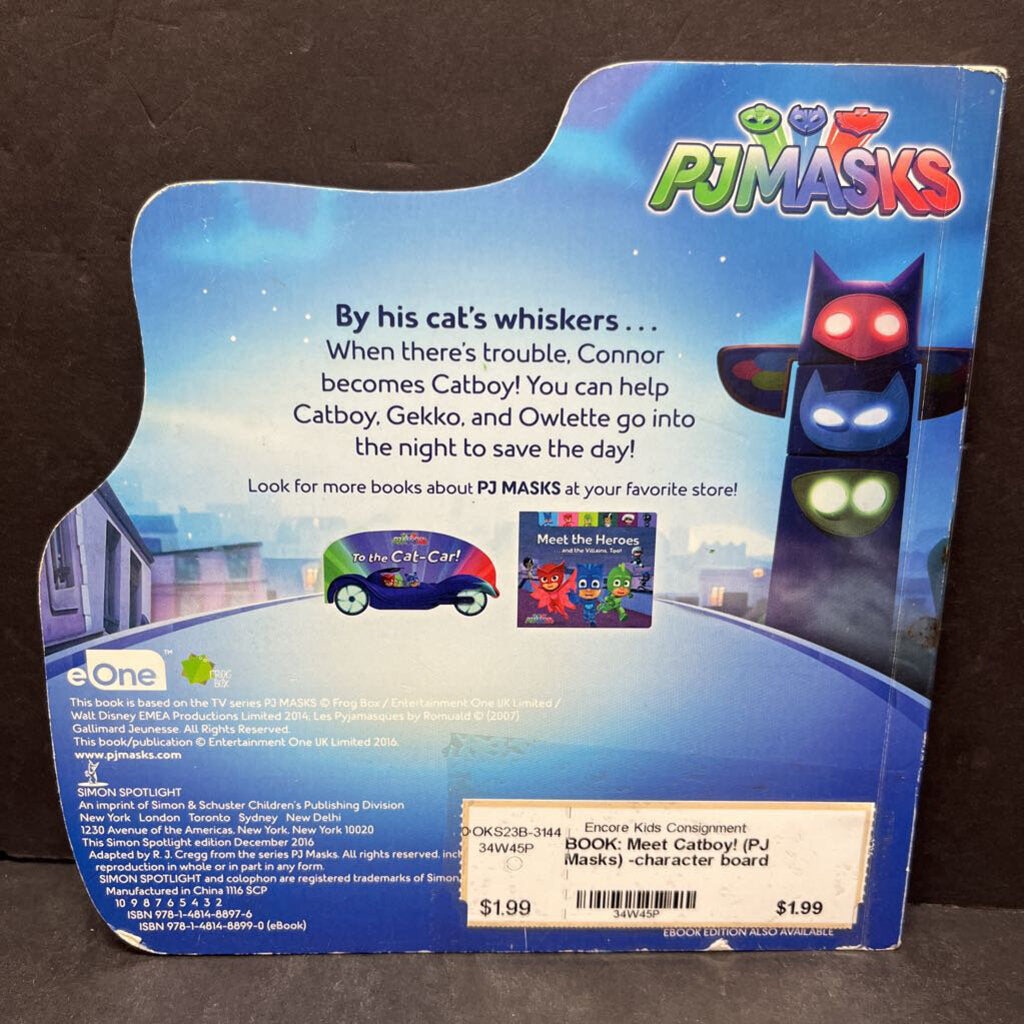 PJMASKS
By his cat's whiskers . . .
When there's trouble, Connor
becomes Catboy! You can help
Catboy, Gekko, and Owlette go into
the night to save the day!
Look for more books about PJ MASKS at your favorite store!
To the Cat-Car!
Meet the Heroes
...and the Villains, Too!
eOne™
FROG
BOX
This book is based on the TV series PJ MASKS © Frog Box / Entertainment One UK Limited /
Walt Disney EMEA Productions Limited 2014. Les Pyjamasques by Romuald © (2007)
Gallimard Jeunesse. All Rights Reserved.
This book/publication © Entertainment One UK Limited 2016.
www.pjmasks.com
SIMON SPOTLIGHT
An imprint of Simon & Schuster Children's Publishing Division
New York London Toronto Sydney New Delhi
1230 Avenue of the Americas, New York, New York 10020
This Simon Spotlight edition December 2016
Adapted by R. J. Cregg from the series PJ Masks. All rights reserved, incl
reproduction in whole or in part in any form.
SIMON SPOTLIGHT and colophon are registered trademarks of Simon
Manufactured in China 1116 SCP
10 9 8 7 6 5 4 3 2
ISBN 978-1-4814-8897-6
ISBN 978-1-4814-8899-0 (eBook)
OOKS23B-3144
34W45P
$1.99
Encore Kids Consignment
BOOK: Meet Catboy! (PJ
Masks) -character board
34W45P
$1.99
EBOOK EDITION ALSO AVAILABLE